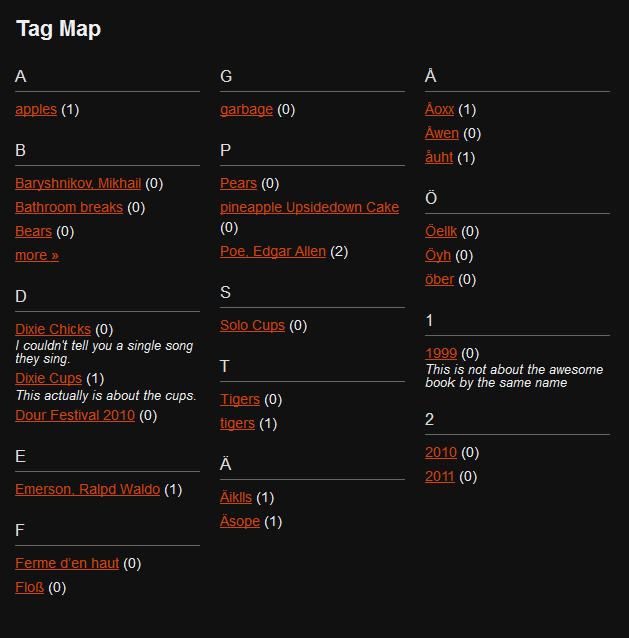 Tag Map
A
apples (1)
B
Baryshnikov, Mikhail (0)
Bathroom breaks (0)
Bears (0)
more »
D
Dixie Chicks (0)
I couldn't tell you a single song
they sing.
Dixie Cups (1)
This actually is about the cups.
Dour Festival 2010 (0)
E
Emerson, Ralpd Waldo (1)
F
Ferme d'en haut (0)
Floß (0)
G
garbage (0)
P
Pears (0)
pineapple Upsidedown Cake
(0)
Poe, Edgar Allen (2)
S
Solo Cups (0)
T
Tigers (0)
tigers (1)
Ä
Äiklls (1)
Äsope (1)
Å
Åoxx (1)
Åwen (0)
åuht (1)
Ö
Öellk (0)
Öyh (0)
öber (0)
1
1999 (0)
This is not about the awesome
book by the same name
2
2010 (0)
2011 (0)